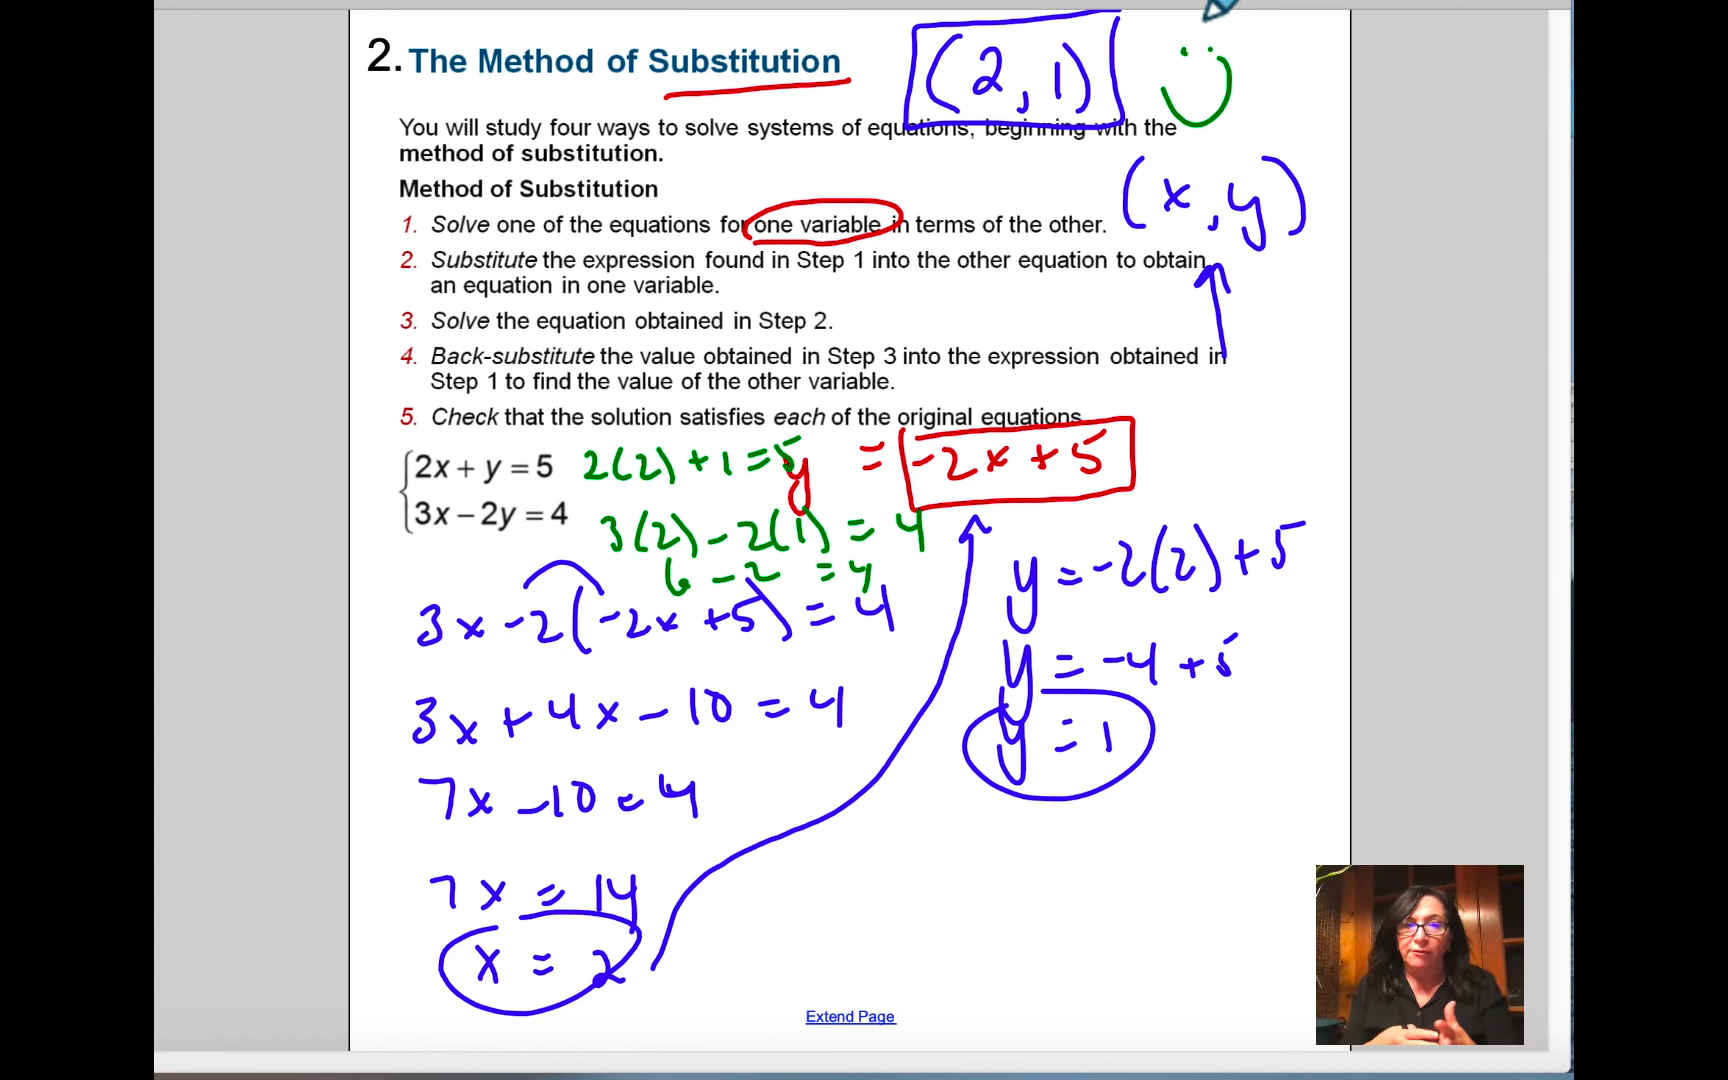 2. The Method of Substitution
(2, 1)
You will study four ways to solve systems of equations, beginning with the
method of substitution.
Method of Substitution
(x, y)
1. Solve one of the equations for one variable in terms of the other.
2. Substitute the expression found in Step 1 into the other equation to obtain
an equation in one variable.
3. Solve the equation obtained in Step 2.
4. Back-substitute the value obtained in Step 3 into the expression obtained in
Step 1 to find the value of the other variable.
5. Check that the solution satisfies each of the original equations.
2x + y = 5
3x − 2y = 4
2(2) + 1 = 5
y = -2x + 5
3(2) - 2(1) = 4
6 - 2 = 4
3x - 2(-2x + 5) = 4
3x + 4x - 10 = 4
7x - 10 = 4
7x = 14
x = 2
y = -2(2) + 5
y = -4 + 5
y = 1
Extend Page